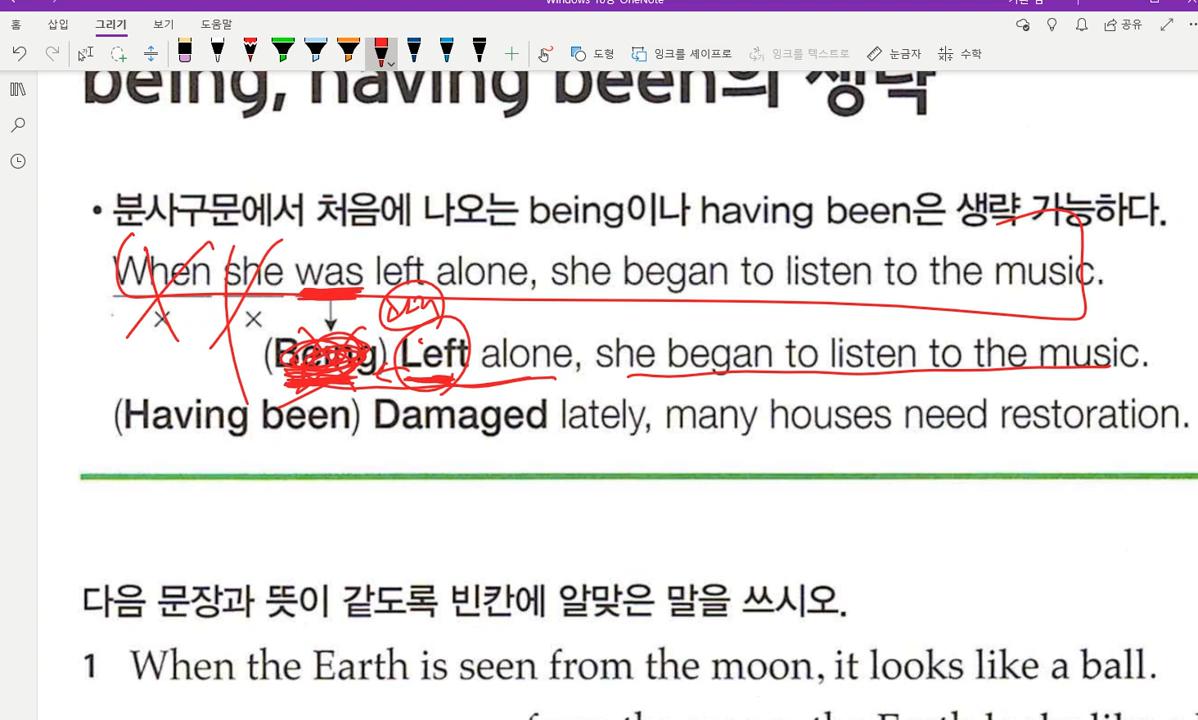 Windows 10용 OneNote
홈 삽입 그리기 보기 도움말 공유
도형 잉크를 셰이프로 잉크를 텍스트로 눈금자 수학
being, having been의 생략
• 분사구문에서 처음에 나오는 being이나 having been은 생략 가능하다.
When she was left alone, she began to listen to the music.
× ×
(Being) Left alone, she began to listen to the music.
(Having been) Damaged lately, many houses need restoration.
다음 문장과 뜻이 같도록 빈칸에 알맞은 말을 쓰시오.
1 When the Earth is seen from the moon, it looks like a ball.